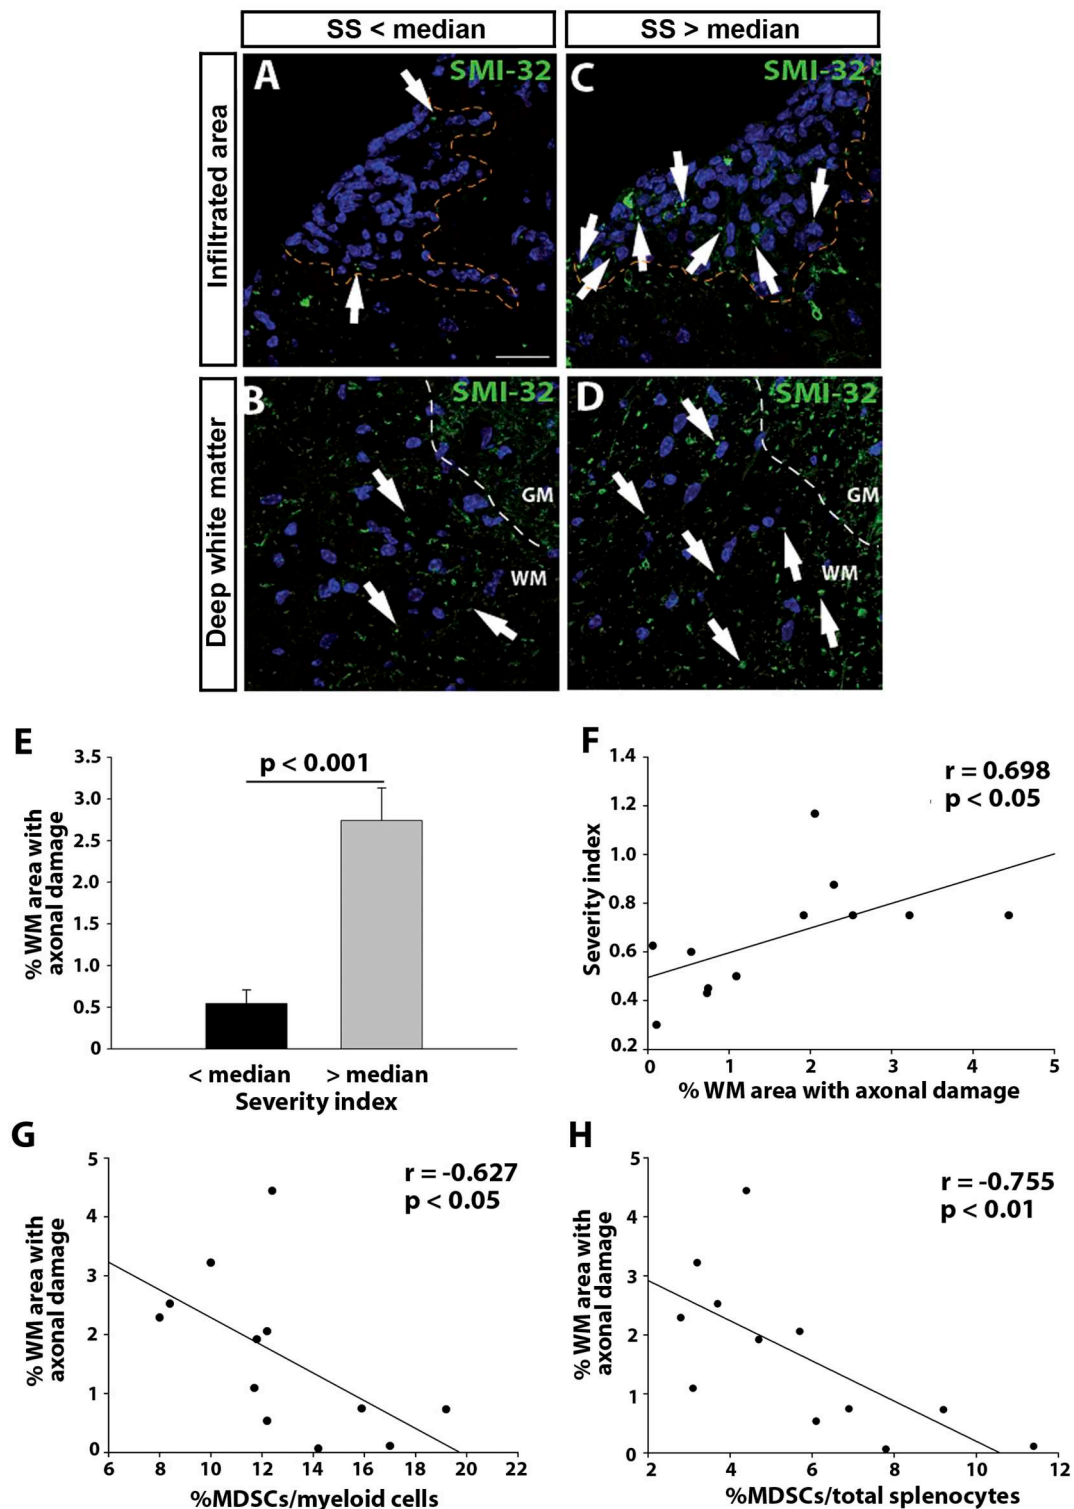 SS < median
SS > median
Infiltrated area
A
SMI-32
C
SMI-32
Deep white matter
B
SMI-32
GM
WM
D
SMI-32
GM
WM
E
% WM area with
axonal damage
3.5
3.0
2.5
2.0
1.5
1.0
0.5
0
p < 0.001
< median
> median
Severity index
F
Severity index
1.4
1.2
1.0
0.8
0.6
0.4
0.2
r = 0.698
p < 0.05
0 1 2 3 4 5
% WM area with axonal damage
G
% WM area with
axonal damage
5
4
3
2
1
0
r = -0.627
p < 0.05
6 8 10 12 14 16 18 20 22
%MDSCs/myeloid cells
H
% WM area with
axonal damage
5
4
3
2
1
0
r = -0.755
p < 0.01
2 4 6 8 10 12
%MDSCs/total splenocytes